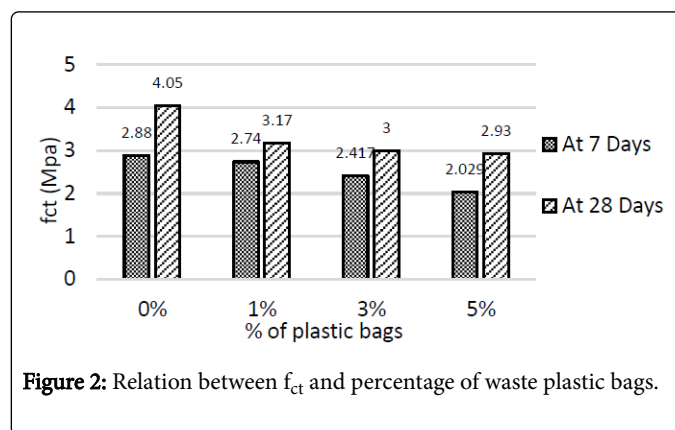 5
4
3
2
1
0
fct (Mpa)
2.88
4.05
2.74
3.17
2.417
3
2.029
2.93
At 7 Days
At 28 Days
0% 1% 3% 5%
% of plastic bags
Figure 2: Relation between fct and percentage of waste plastic bags.